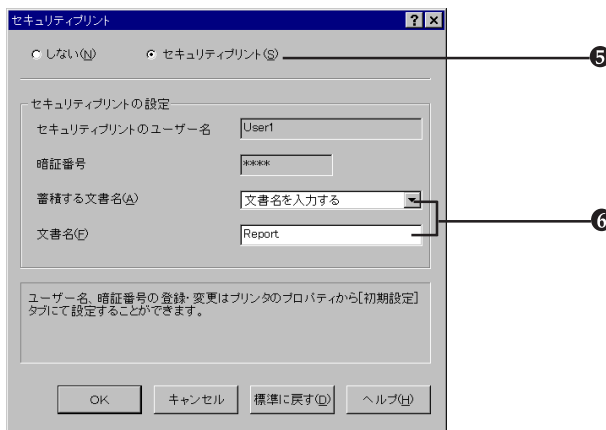 セキュリティプリント
しない(N) セキュリティプリント(S) ❺
セキュリティプリントの設定
セキュリティプリントのユーザー名 User1
暗証番号 ****
蓄積する文書名(A) 文書名を入力する
❻
文書名(F) Report
ユーザー名、暗証番号の登録・変更はプリンタのプロパティから[初期設定]
タブにて設定することができます。
OK キャンセル 標準に戻す(D) ヘルプ(H)